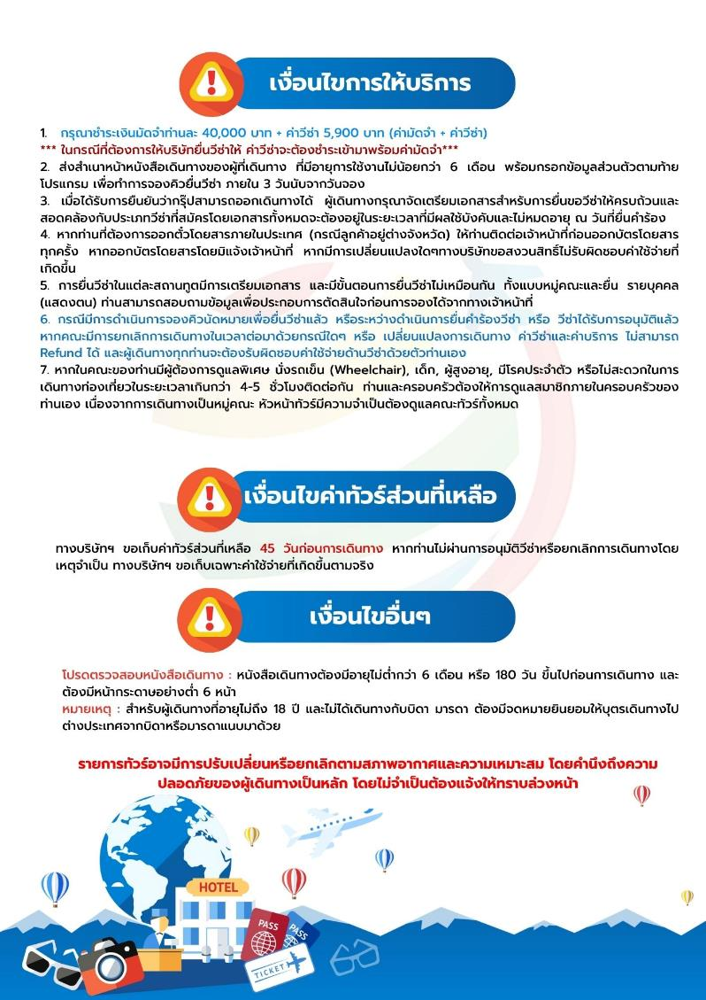 เงื่อนไขการให้บริการ
1. กรุณาชำระเงินมัดจำท่านละ 40,000 บาท + ค่าวีซ่า 5,900 บาท (ค่ามัดจำ + ค่าวีซ่า)
*** ในกรณีที่ต้องการให้บริษัทยื่นวีซ่าให้ ค่าวีซ่าจะต้องชำระเข้ามาพร้อมค่ามัดจำ***
2. ส่งสำเนาหน้าหนังสือเดินทางของผู้ที่เดินทาง ที่มีอายุการใช้งานไม่น้อยกว่า 6 เดือน พร้อมกรอกข้อมูลส่วนตัวตามท้าย
โปรแกรม เพื่อทำการจองคิวยื่นวีซ่า ภายใน 3 วันนับจากวันจอง
3. เมื่อได้รับการยืนยันว่ากรุ๊ปสามารถออกเดินทางได้ ผู้เดินทางกรุณาจัดเตรียมเอกสารสำหรับการยื่นขอวีซ่าให้ครบถ้วนและ
สอดคล้องกับประเภทวีซ่าที่สมัครโดยเอกสารทั้งหมดจะต้องอยู่ในระยะเวลาที่มีผลใช้บังคับและไม่หมดอายุ ณ วันที่ยื่นคำร้อง
4. หากท่านที่ต้องการออกตั๋วโดยสารภายในประเทศ (กรณีลูกค้าอยู่ต่างจังหวัด) ให้ท่านติดต่อเจ้าหน้าที่ก่อนออกบัตรโดยสาร
ทุกครั้ง หากออกบัตรโดยสารโดยมิแจ้งเจ้าหน้าที่ หากมีการเปลี่ยนแปลงใดๆทางบริษัทขอสงวนสิทธิ์ไม่รับผิดชอบค่าใช้จ่ายที่
เกิดขึ้น
5. การยื่นวีซ่าในแต่ละสถานทูตมีการเตรียมเอกสาร และมีขั้นตอนการยื่นวีซ่าไม่เหมือนกัน ทั้งแบบหมู่คณะและยื่น รายบุคคล
(แสดงตน) ท่านสามารถสอบถามข้อมูลเพื่อประกอบการตัดสินใจก่อนการจองได้จากทางเจ้าหน้าที่
6. กรณีมีการดำเนินการจองคิวนัดหมายเพื่อยื่นวีซ่าแล้ว หรือระหว่างดำเนินการยื่นคำร้องวีซ่า หรือ วีซ่าได้รับการอนุมัติแล้ว
หากคณะมีการยกเลิกการเดินทางในเวลาต่อมาด้วยกรณีใดๆ หรือ เปลี่ยนแปลงการเดินทาง ค่าวีซ่าและค่าบริการ ไม่สามารถ
Refund ได้ และผู้เดินทางทุกท่านจะต้องรับผิดชอบค่าใช้จ่ายด้านวีซ่าด้วยตัวท่านเอง
7. หากในคณะของท่านมีผู้ต้องการดูแลพิเศษ นั่งรถเข็น (Wheelchair), เด็ก, ผู้สูงอายุ, มีโรคประจำตัว หรือไม่สะดวกในการ
เดินทางท่องเที่ยวในระยะเวลาเกินกว่า 4-5 ชั่วโมงติดต่อกัน ท่านและครอบครัวต้องให้การดูแลสมาชิกภายในครอบครัวของ
ท่านเอง เนื่องจากการเดินทางเป็นหมู่คณะ หัวหน้าทัวร์มีความจำเป็นต้องดูแลคณะทัวร์ทั้งหมด
เงื่อนไขค่าทัวร์ส่วนที่เหลือ
ทางบริษัทฯ ขอเก็บค่าทัวร์ส่วนที่เหลือ 45 วันก่อนการเดินทาง หากท่านไม่ผ่านการอนุมัติวีซ่าหรือยกเลิกการเดินทางโดย
เหตุจำเป็น ทางบริษัทฯ ขอเก็บเฉพาะค่าใช้จ่ายที่เกิดขึ้นตามจริง
เงื่อนไขอื่นๆ
โปรดตรวจสอบหนังสือเดินทาง : หนังสือเดินทางต้องมีอายุไม่ต่ำกว่า 6 เดือน หรือ 180 วัน ขึ้นไปก่อนการเดินทาง และ
ต้องมีหน้ากระดาษอย่างต่ำ 6 หน้า
หมายเหตุ : สำหรับผู้เดินทางที่อายุไม่ถึง 18 ปี และไม่ได้เดินทางกับบิดา มารดา ต้องมีจดหมายยินยอมให้บุตรเดินทางไป
ต่างประเทศจากบิดาหรือมารดาแนบมาด้วย
รายการทัวร์อาจมีการปรับเปลี่ยนหรือยกเลิกตามสภาพอากาศและความเหมาะสม โดยคำนึงถึงความ
ปลอดภัยของผู้เดินทางเป็นหลัก โดยไม่จำเป็นต้องแจ้งให้ทราบล่วงหน้า
HOTEL
PASS
PASS
TICKET